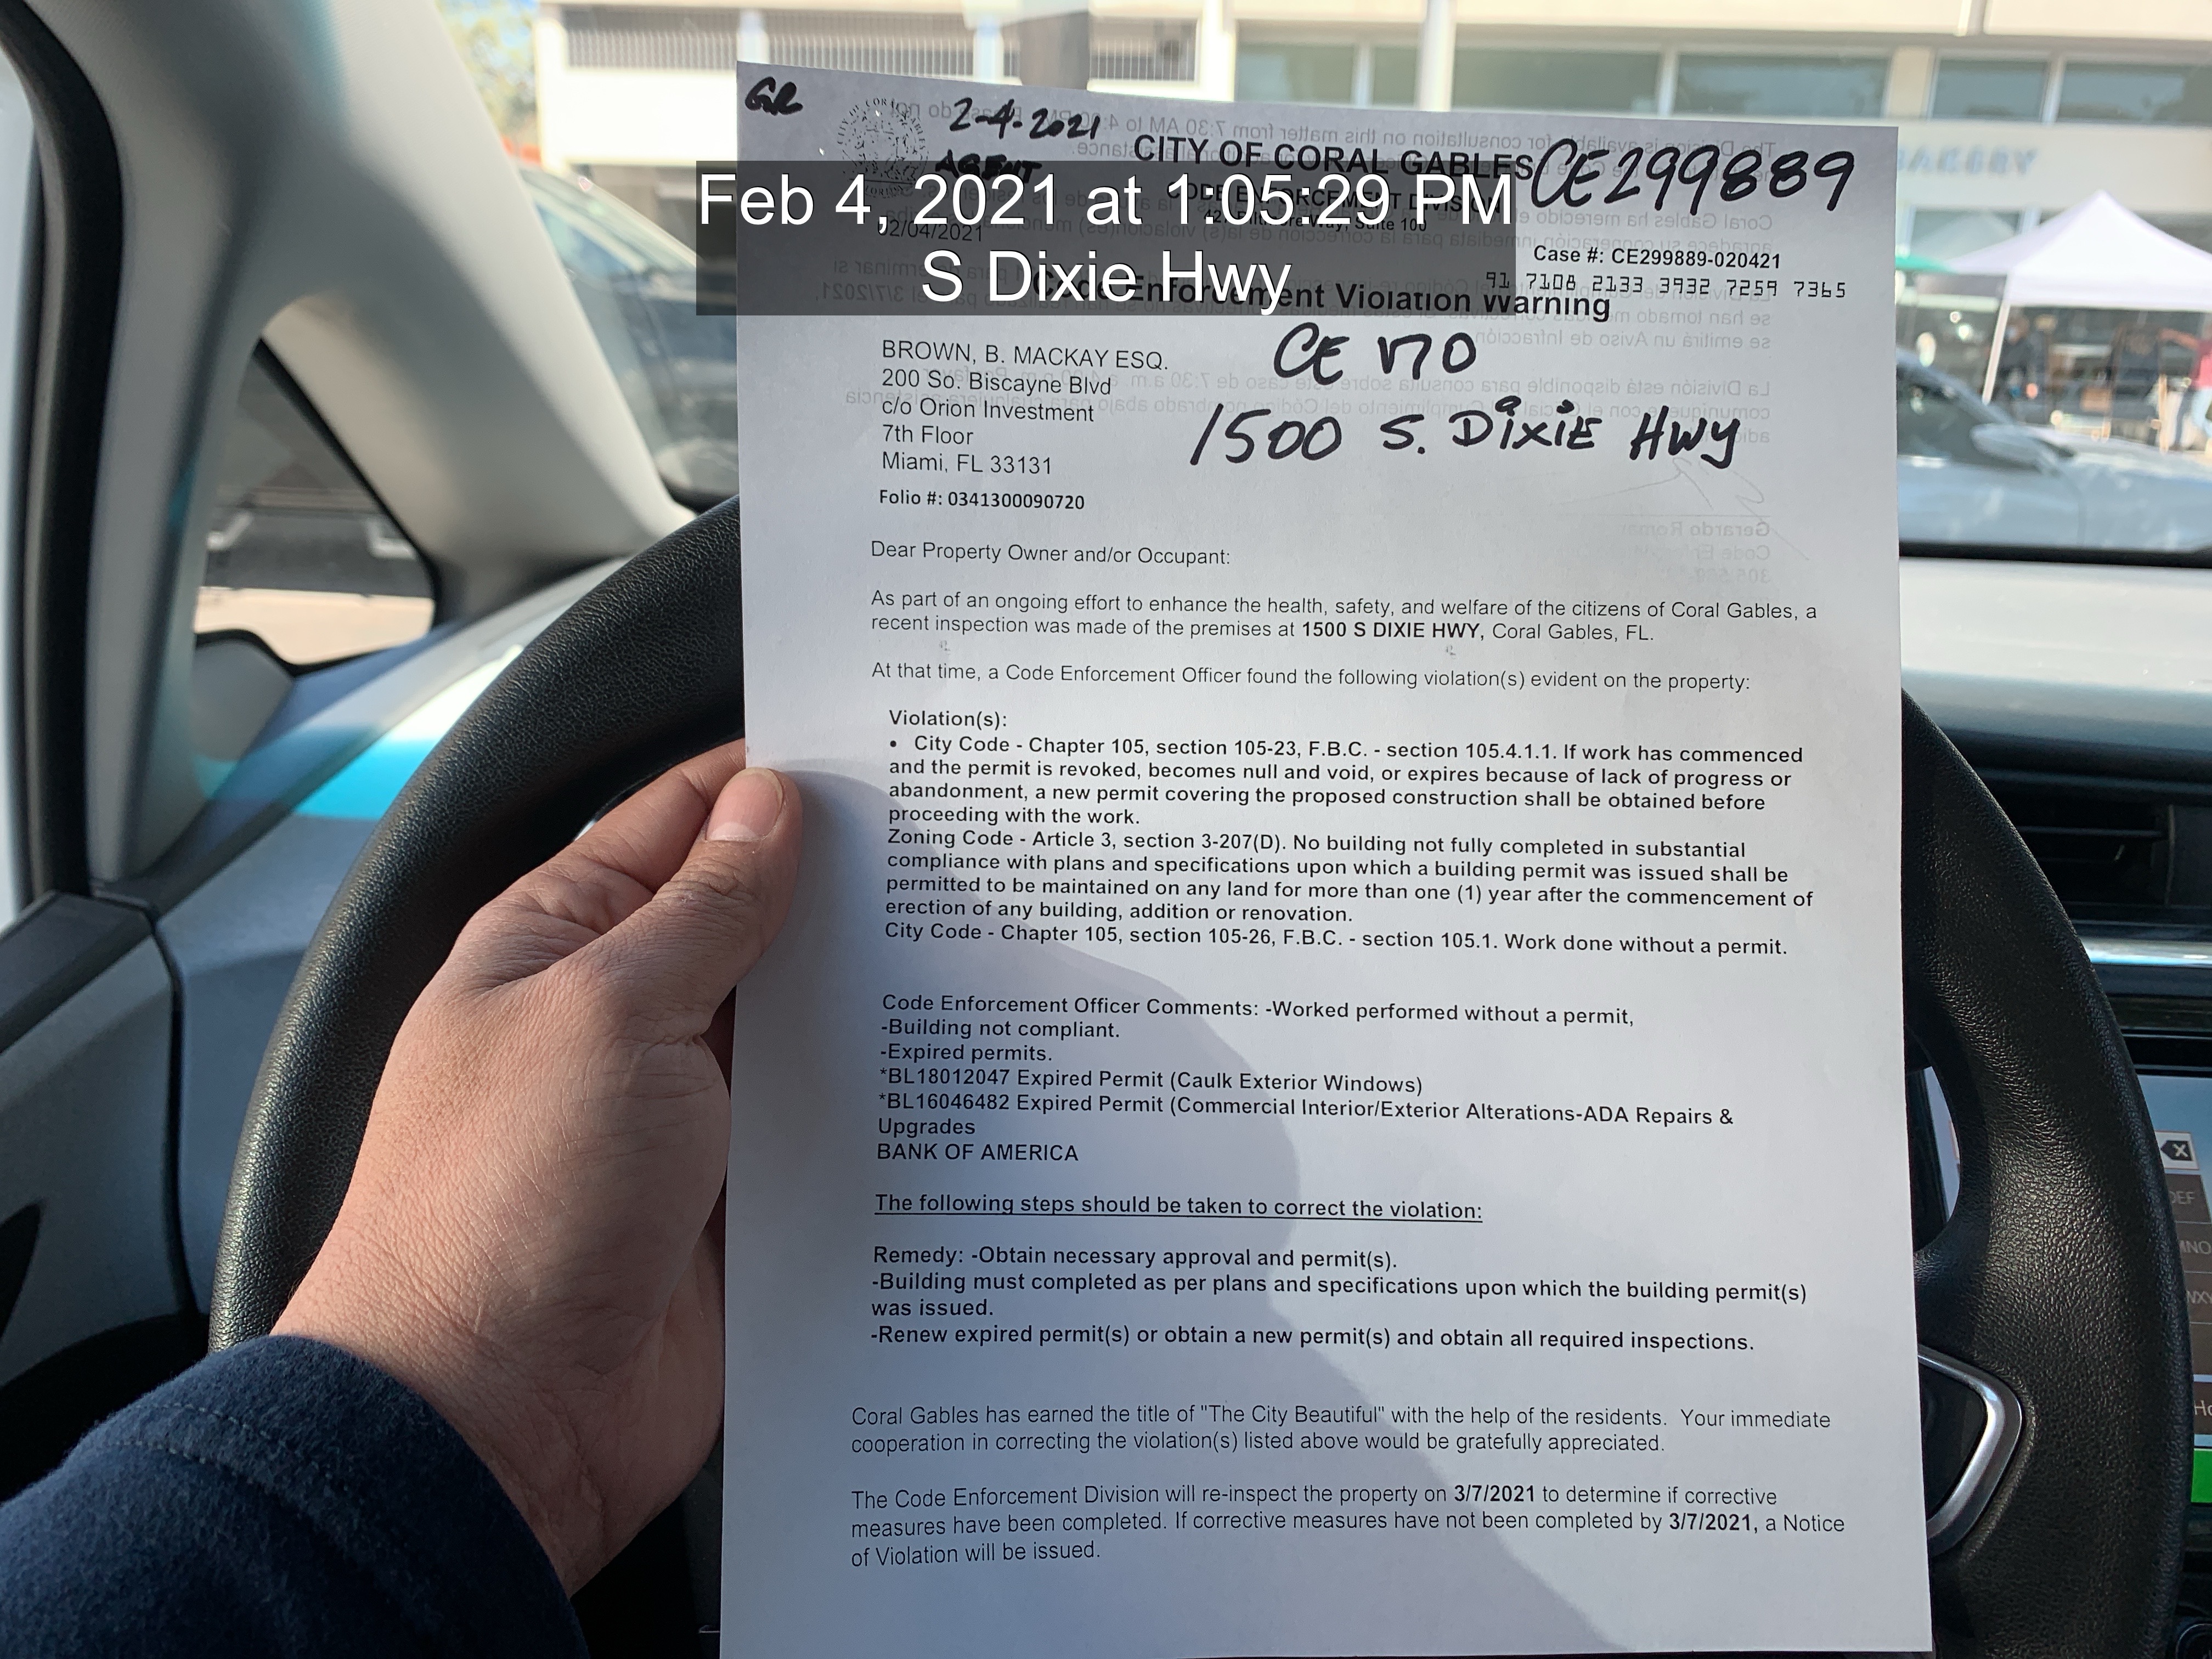 GR
2-4-2021
AGENT
CITY OF CORAL GABLES
CE299889
CODE ENFORCEMENT DIVISION
Suite 100
Feb 4, 2021 at 1:05:29 PM
S Dixie Hwy
02/04/2021
Case #: CE299889-020421
91 7108 2133 3932 7259 7365
Code Enforcement Violation Warning
BROWN, B. MACKAY ESQ.
200 So. Biscayne Blvd
c/o Orion Investment
7th Floor
Miami, FL 33131
CE
1500 S. DIXIE HWY
Folio #: 0341300090720
Dear Property Owner and/or Occupant:
As part of an ongoing effort to enhance the health, safety, and welfare of the citizens of Coral Gables, a
recent inspection was made of the premises at 1500 S DIXIE HWY, Coral Gables, FL.
At that time, a Code Enforcement Officer found the following violation(s) evident on the property:
Violation(s):
• City Code - Chapter 105, section 105-23, F.B.C. - section 105.4.1.1. If work has commenced
and the permit is revoked, becomes null and void, or expires because of lack of progress or
abandonment, a new permit covering the proposed construction shall be obtained before
proceeding with the work.
Zoning Code - Article 3, section 3-207(D). No building not fully completed in substantial
compliance with plans and specifications upon which a building permit was issued shall be
permitted to be maintained on any land for more than one (1) year after the commencement of
erection of any building, addition or renovation.
City Code - Chapter 105, section 105-26, F.B.C. - section 105.1. Work done without a permit.
Code Enforcement Officer Comments: -Worked performed without a permit,
-Building not compliant.
-Expired permits.
*BL18012047 Expired Permit (Caulk Exterior Windows)
*BL16046482 Expired Permit (Commercial Interior/Exterior Alterations-ADA Repairs &
Upgrades
BANK OF AMERICA
The following steps should be taken to correct the violation:
Remedy: -Obtain necessary approval and permit(s).
-Building must completed as per plans and specifications upon which the building permit(s)
was issued.
-Renew expired permit(s) or obtain a new permit(s) and obtain all required inspections.
Coral Gables has earned the title of "The City Beautiful" with the help of the residents. Your immediate
cooperation in correcting the violation(s) listed above would be gratefully appreciated.
The Code Enforcement Division will re-inspect the property on 3/7/2021 to determine if corrective
measures have been completed. If corrective measures have not been completed by 3/7/2021, a Notice
of Violation will be issued.